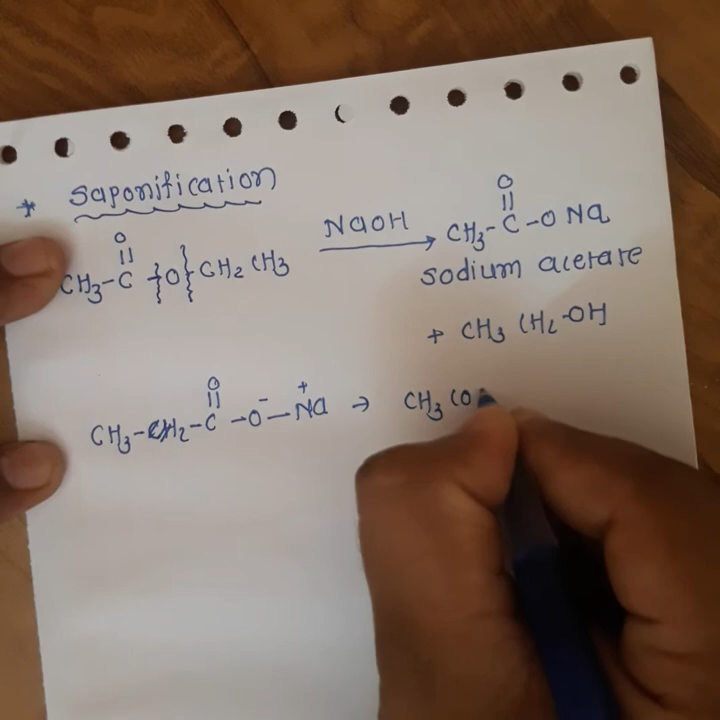 * Saponification
O
||
CH3-C-{O}-CH2 CH3 NaOH →
O
||
CH3-C-O Na
sodium acetate
+ CH3 CH2-OH
O
||
CH3-CH2-C-O⁻-Na⁺ → CH3 CO